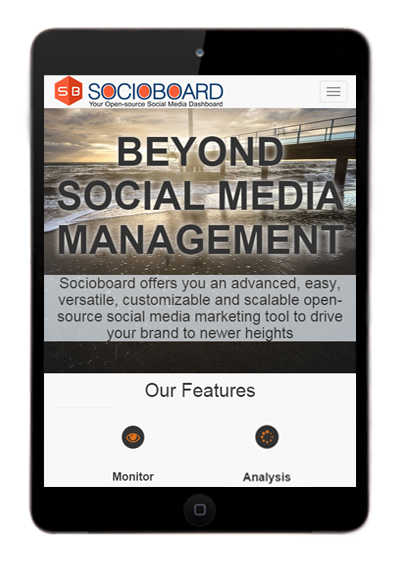 SB SOCIOBOARD
Your Open-source Social Media Dashboard
BEYOND
SOCIAL MEDIA
MANAGEMENT
Socioboard offers you an advanced, easy,
versatile, customizable and scalable open-
source social media marketing tool to drive
your brand to newer heights
Our Features
Monitor
Analysis